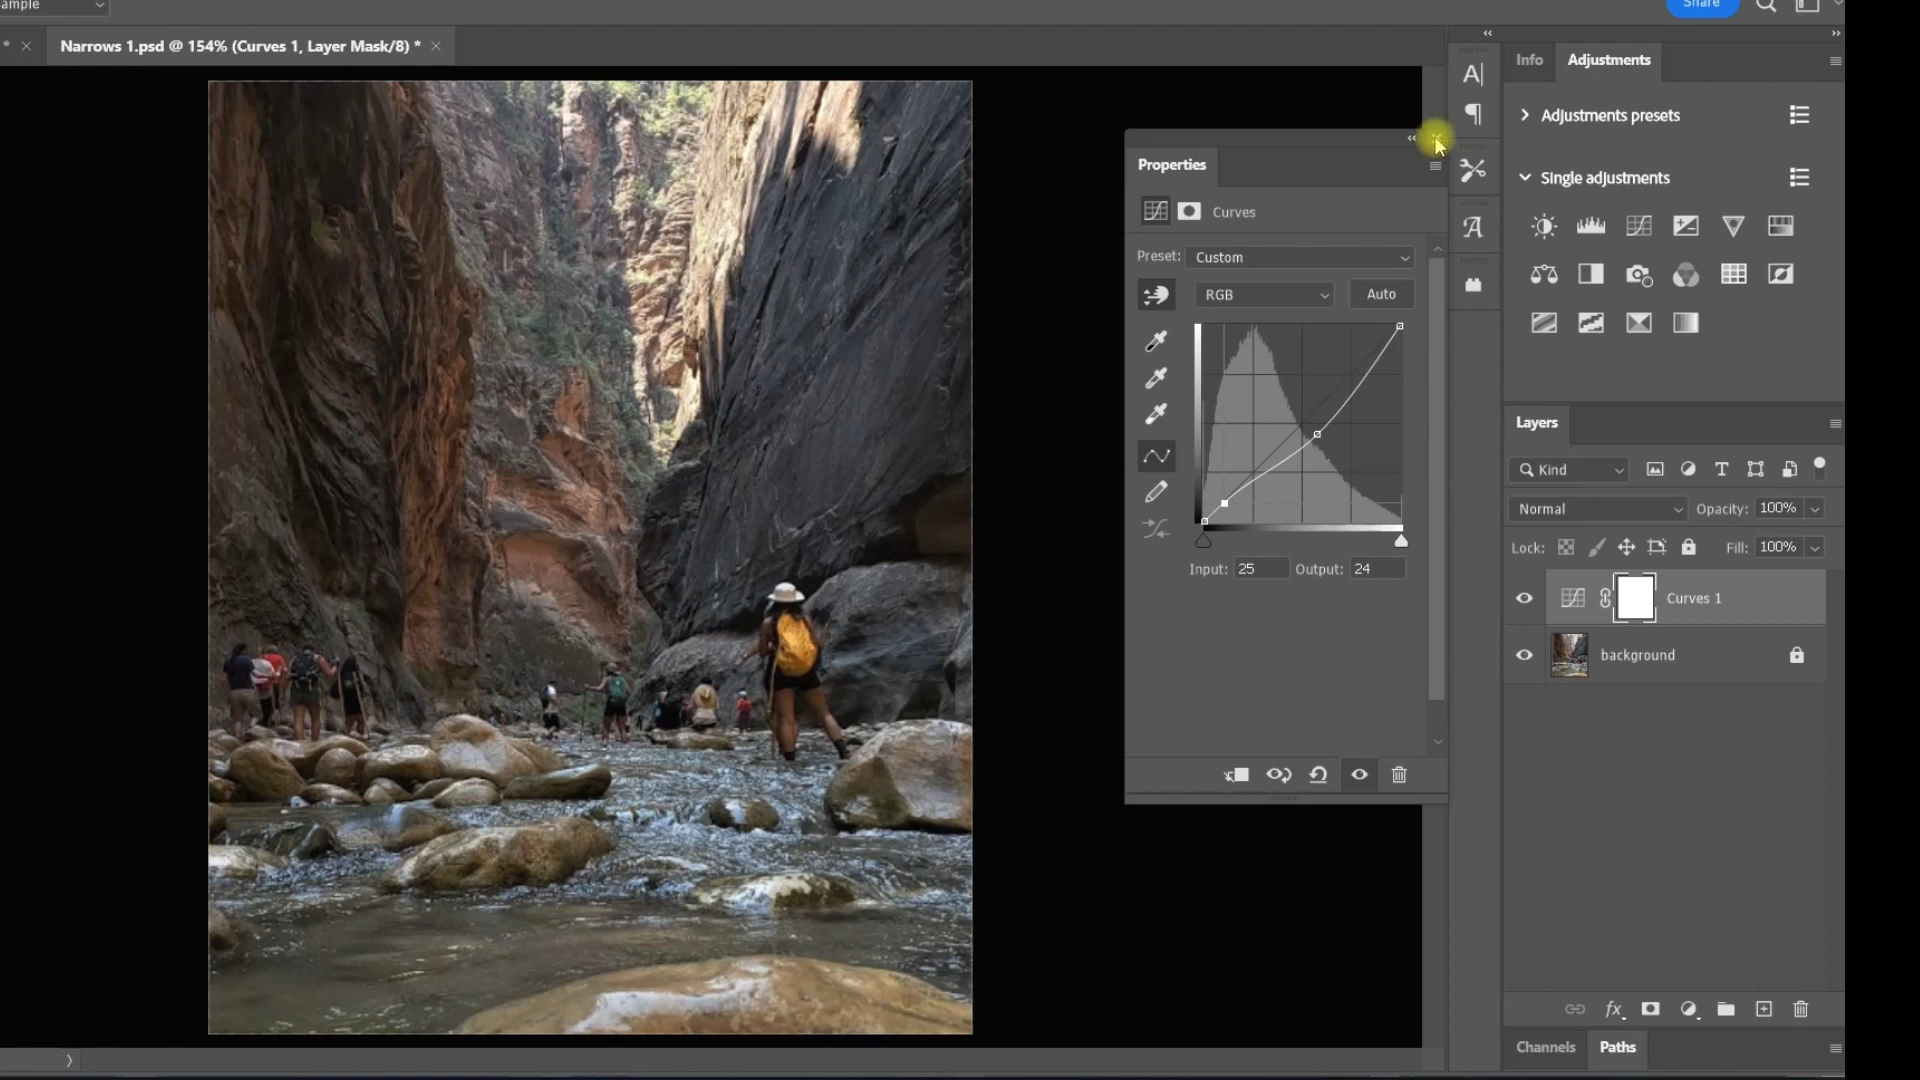 ample
Share
Narrows 1.psd @ 154% (Curves 1, Layer Mask/8) *
Info
Adjustments
Adjustments presets
Single adjustments
Properties
Curves
Preset: Custom
RGB
Auto
Input: 25 Output: 24
Layers
Kind
Normal
Opacity: 100%
Lock:
Fill: 100%
Curves 1
background
fx
Channels
Paths